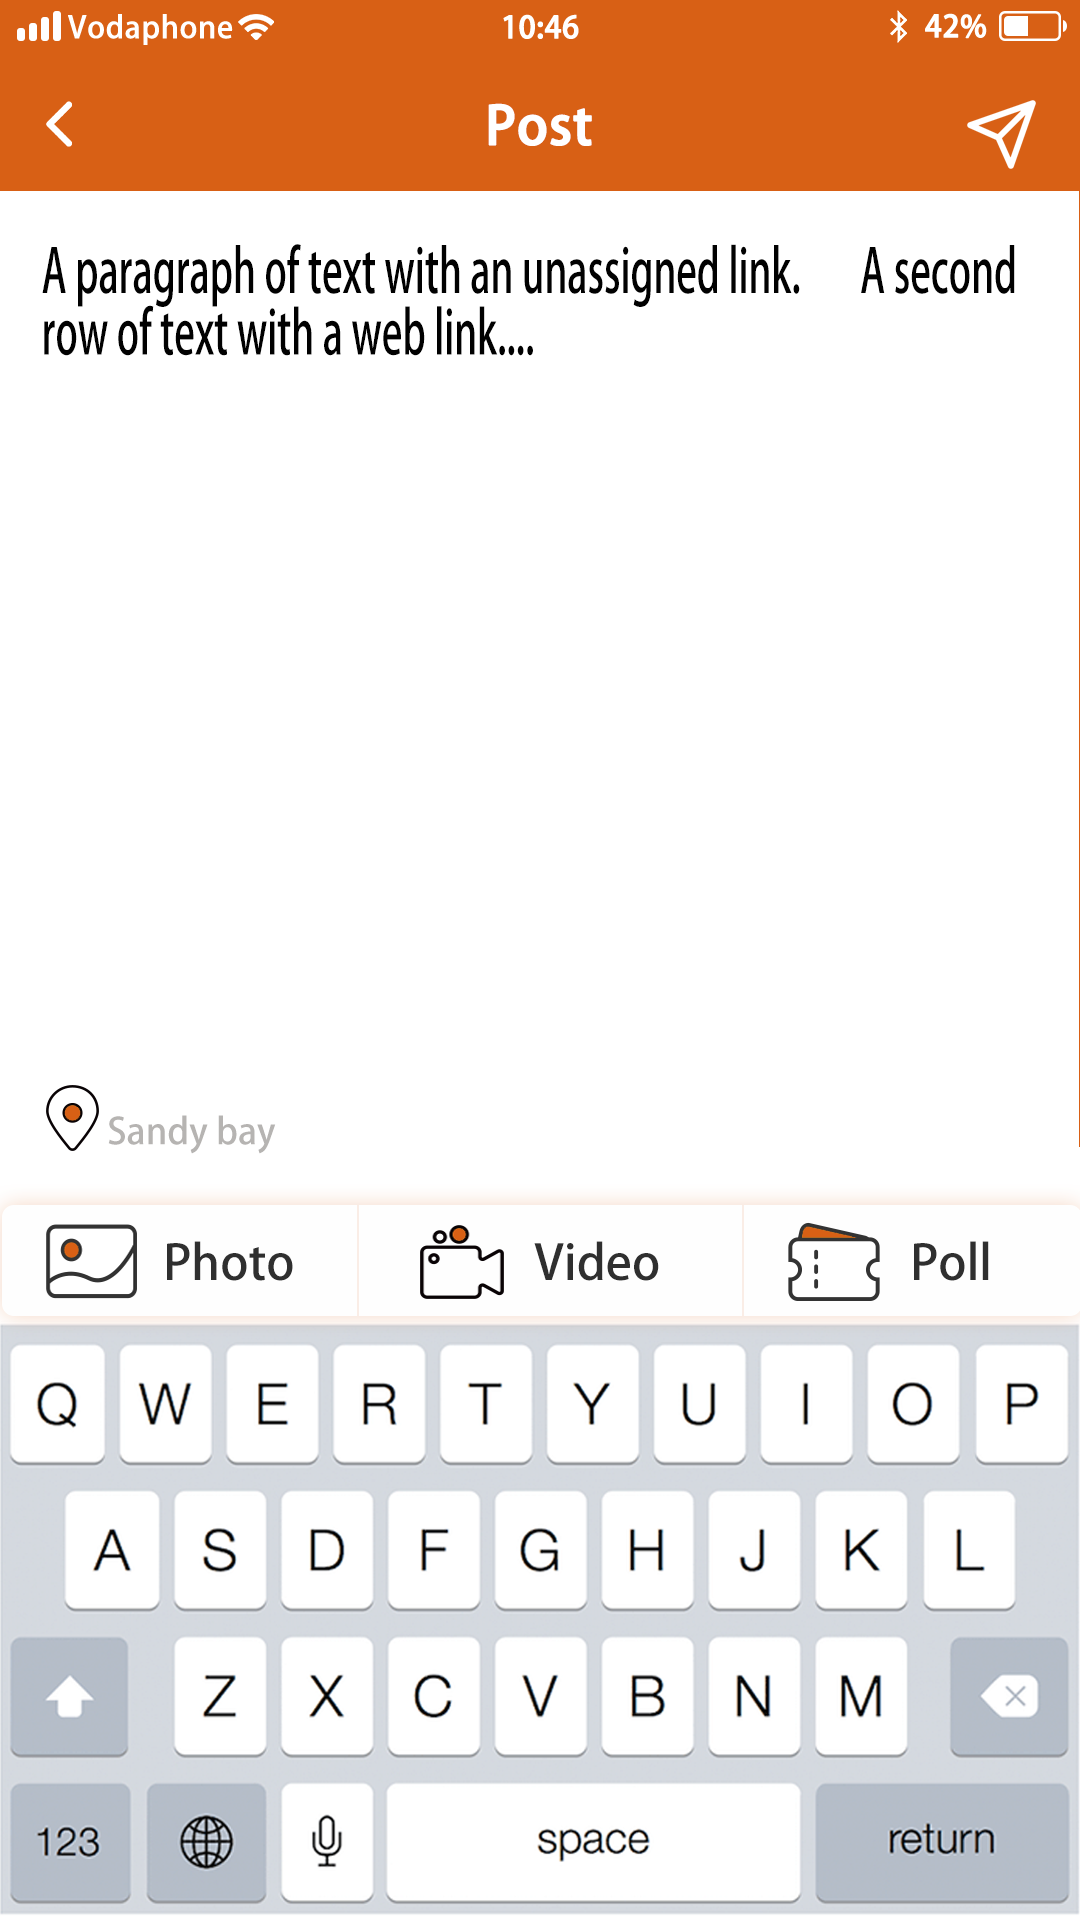 Vodaphone 10:46 42%
Post
A paragraph of text with an unassigned link. A second
row of text with a web link....
Sandy bay
Photo Video Poll
Q W E R T Y U I O P
A S D F G H J K L
Z X C V B N M
123 space return